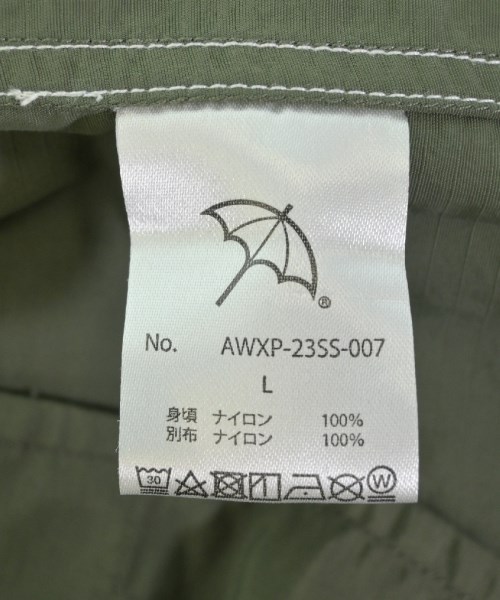 ®
No. AWXP-23SS-007
L
身頃 ナイロン 100%
別布 ナイロン 100%
30 W